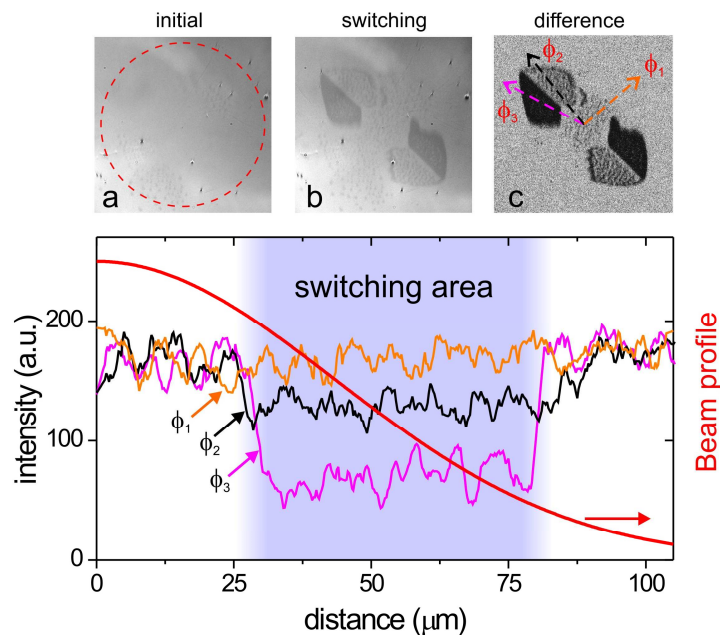 initial
switching
difference
a
b
c
ϕ2
ϕ1
ϕ3
switching area
intensity (a.u.)
200
100
0
ϕ1
ϕ2
ϕ3
Beam profile
0
25
50
75
100
distance (μm)